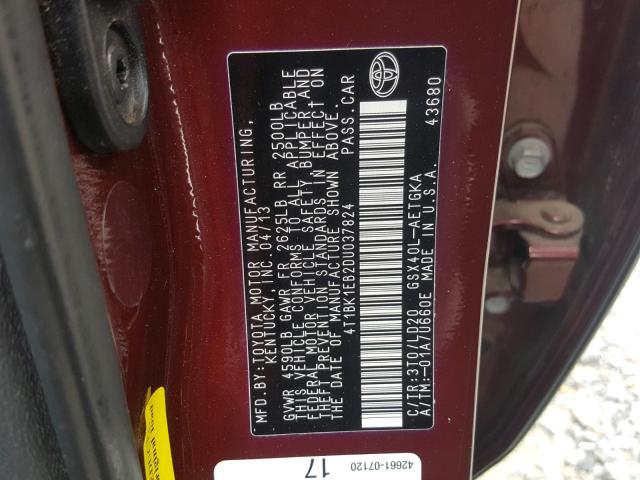 MFD.BY:TOYOTA MOTOR MANUFACTURING,
KENTUCKY, INC. 04/13
GVWR 4590LB GAWR FR 2625LB RR 2500LB
THIS VEHICLE CONFORMS TO ALL APPLICABLE
FEDERAL MOTOR VEHICLE SAFETY, BUMPER, AND
THEFT PREVENTION STANDARDS IN EFFECT ON
THE DATE OF MANUFACTURE SHOWN ABOVE.
4T1BK1EB2DU037824 PASS.CAR
C/TR:3T0/LD20 GSX40L-AETGKA
A/TM:-01A/U660E MADE IN U.S.A.
43680
42661-07120
17